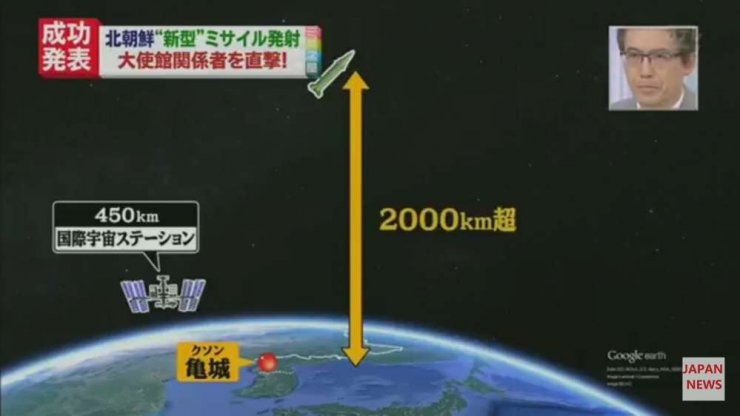 成功
発表
北朝鮮“新型”ミサイル発射
大使館関係者を直撃!
2000km超
450km
国際宇宙ステーション
クソン
亀城
Google earth
JAPAN
NEWS